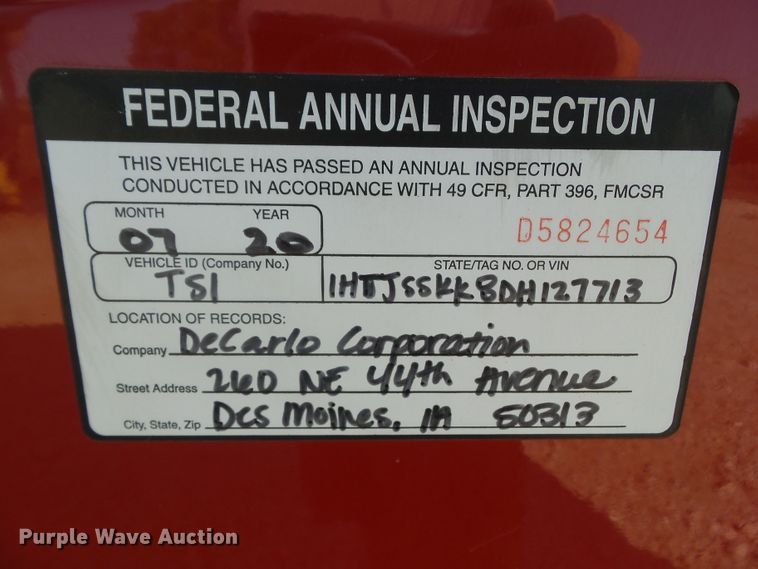 FEDERAL ANNUAL INSPECTION
THIS VEHICLE HAS PASSED AN ANNUAL INSPECTION
CONDUCTED IN ACCORDANCE WITH 49 CFR, PART 396, FMCSR
MONTH YEAR
07 20 D5824654
VEHICLE ID (Company No.) STATE/TAG NO. OR VIN
TS1 1HTJSSKK8DH127713
LOCATION OF RECORDS:
Company DeCarlo Corporation
Street Address 260 NE 44th Avenue
City, State, Zip Des Moines, IA 50313
Purple Wave Auction